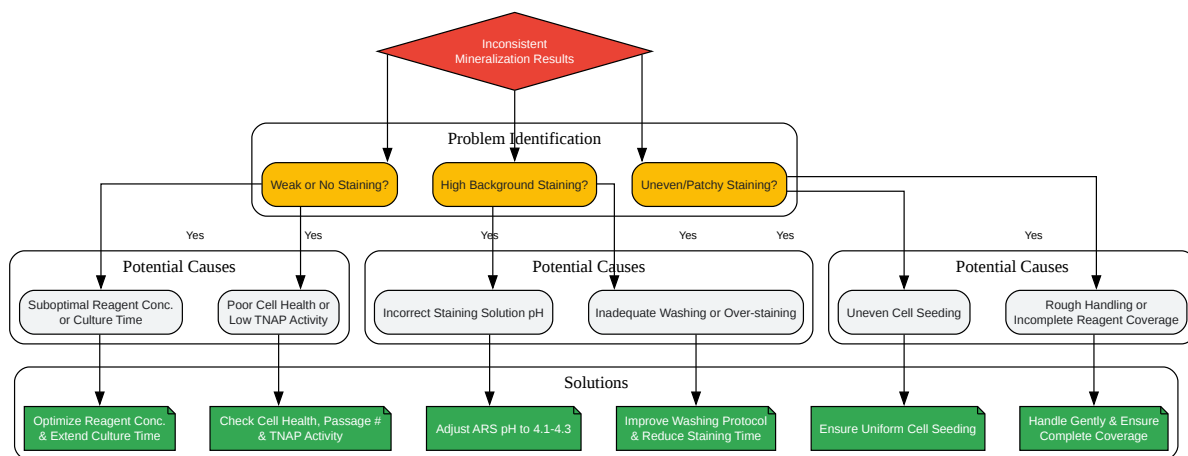 Inconsistent
Mineralization Results
Problem Identification
Weak or No Staining?
High Background Staining?
Uneven/Patchy Staining?
Yes
Yes
Yes
Yes
Yes
Yes
Potential Causes
Potential Causes
Potential Causes
Suboptimal Reagent Conc.
or Culture Time
Poor Cell Health or
Low TNAP Activity
Incorrect Staining Solution pH
Inadequate Washing or Over-staining
Uneven Cell Seeding
Rough Handling or
Incomplete Reagent Coverage
Solutions
Optimize Reagent Conc.
& Extend Culture Time
Check Cell Health, Passage #
& TNAP Activity
Adjust ARS pH to 4.1-4.3
Improve Washing Protocol
& Reduce Staining Time
Ensure Uniform Cell Seeding
Handle Gently & Ensure
Complete Coverage